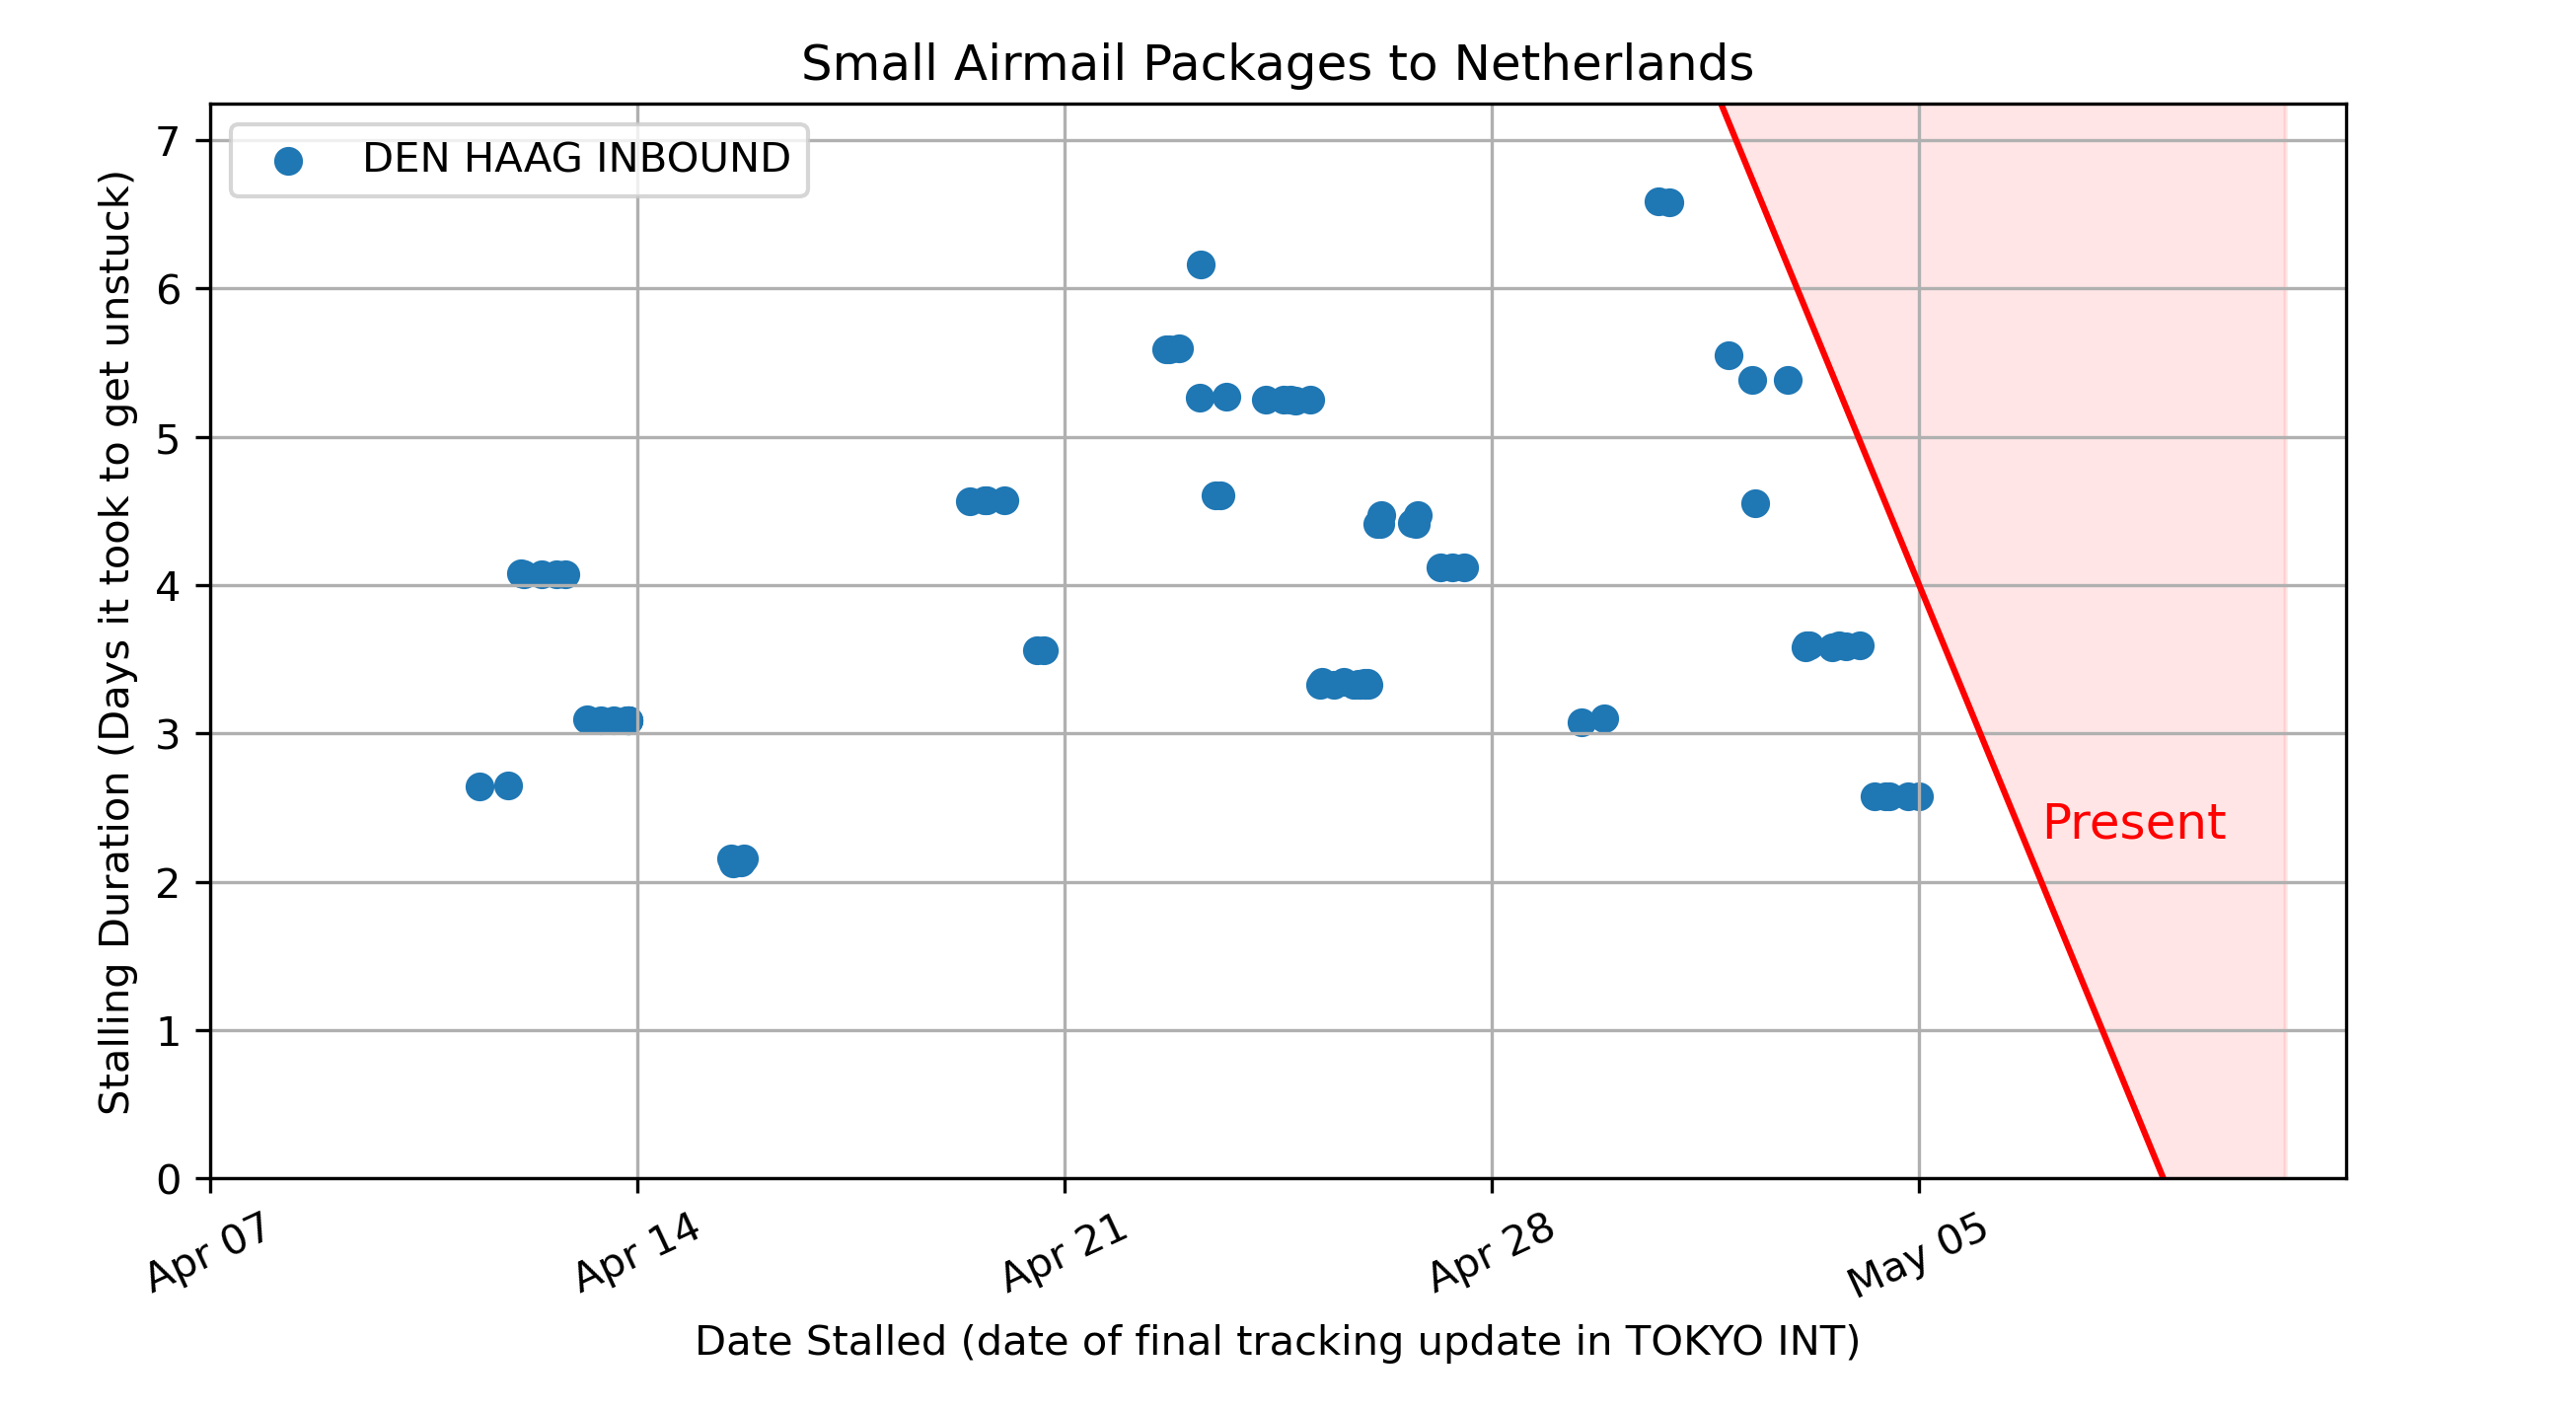 Small Airmail Packages to Netherlands
DEN HAAG INBOUND
Stalling Duration (Days it took to get unstuck)
7
6
5
4
3
2
1
0
Present
Apr 07
Apr 14
Apr 21
Apr 28
May 05
Date Stalled (date of final tracking update in TOKYO INT)